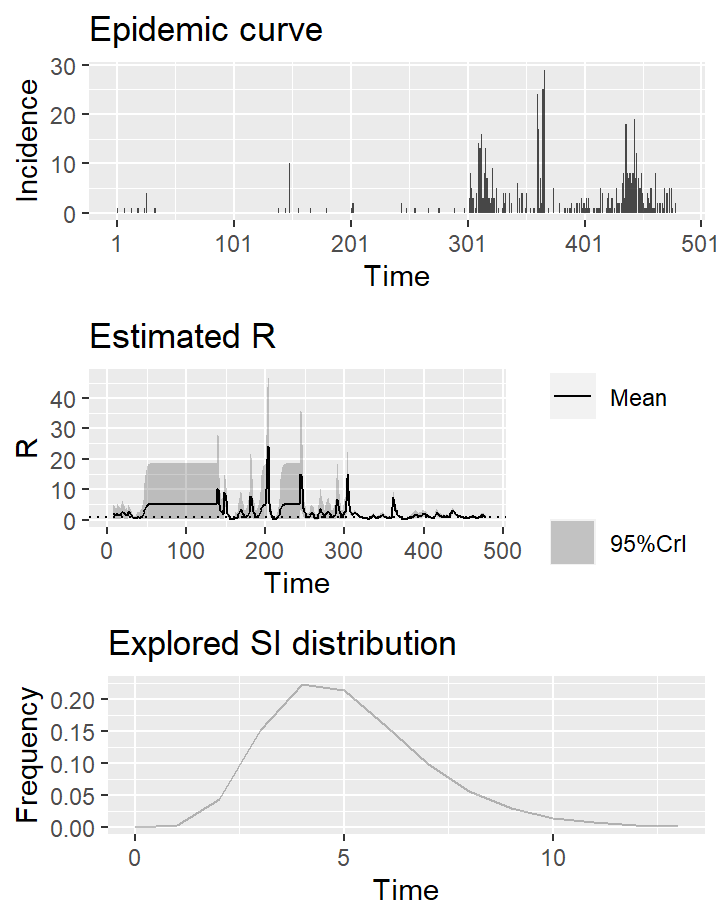 Epidemic curve
Incidence
30
20
10
0
1 101 201 301 401 501
Time
Estimated R
R
40
30
20
10
0
0 100 200 300 400 500
Time
Mean
95%CrI
Explored SI distribution
Frequency
0.20
0.15
0.10
0.05
0.00
0 5 10
Time